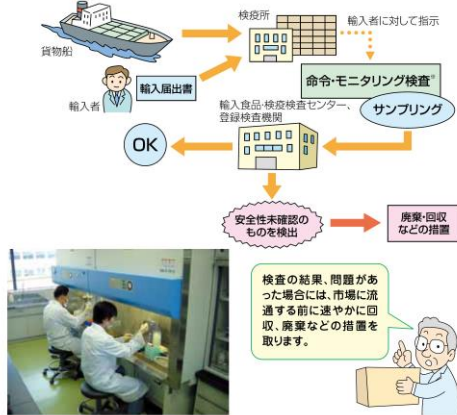 検疫所
輸入者に対して指示
貨物船
命令・モニタリング検査※
輸入届出書
輸入者
サンプリング
輸入食品・検疫検査センター、
登録検査機関
OK
安全性未確認の
ものを検出
廃棄・回収
などの措置
検査の結果、問題があ
った場合には、市場に流
通する前に速やかに回
収、廃棄などの措置を
取ります。